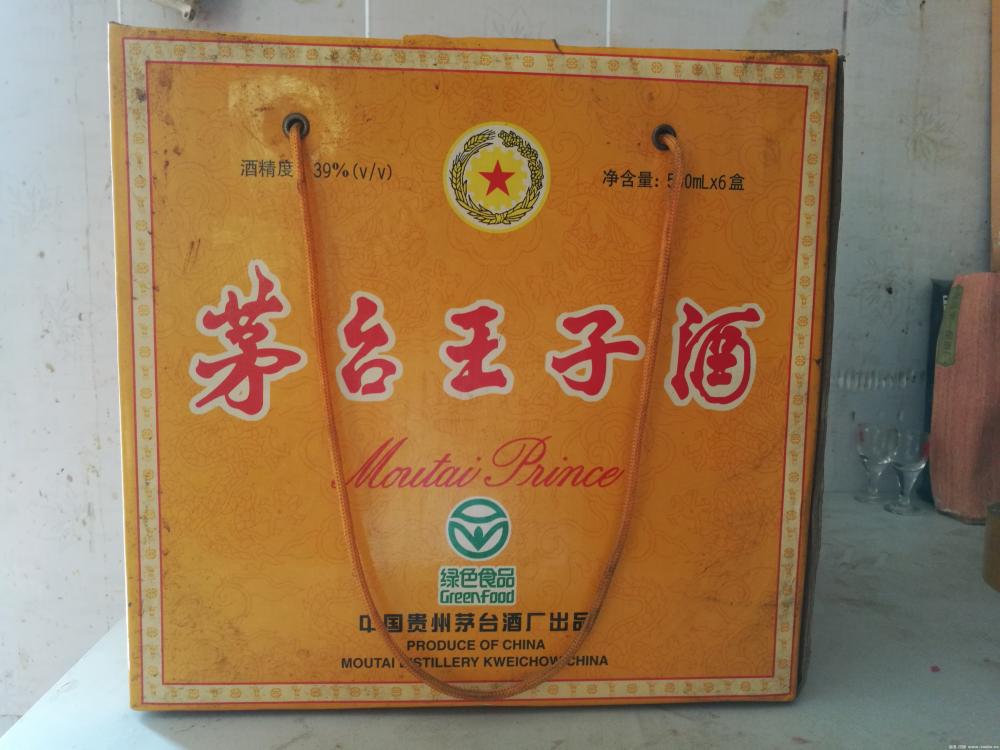 酒精度 39%(v/v)
净含量: 5 0mLx6盒
茅台王子酒
Moutai Prince
绿色食品
GreenFood
中国贵州茅台酒厂出品
PRODUCE OF CHINA
MOUTAI DISTILLERY KWEICHOW CHINA